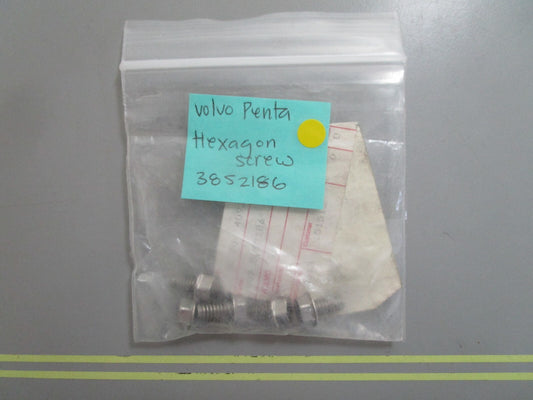 Volvo Penta
Hexagon
screw
3852186